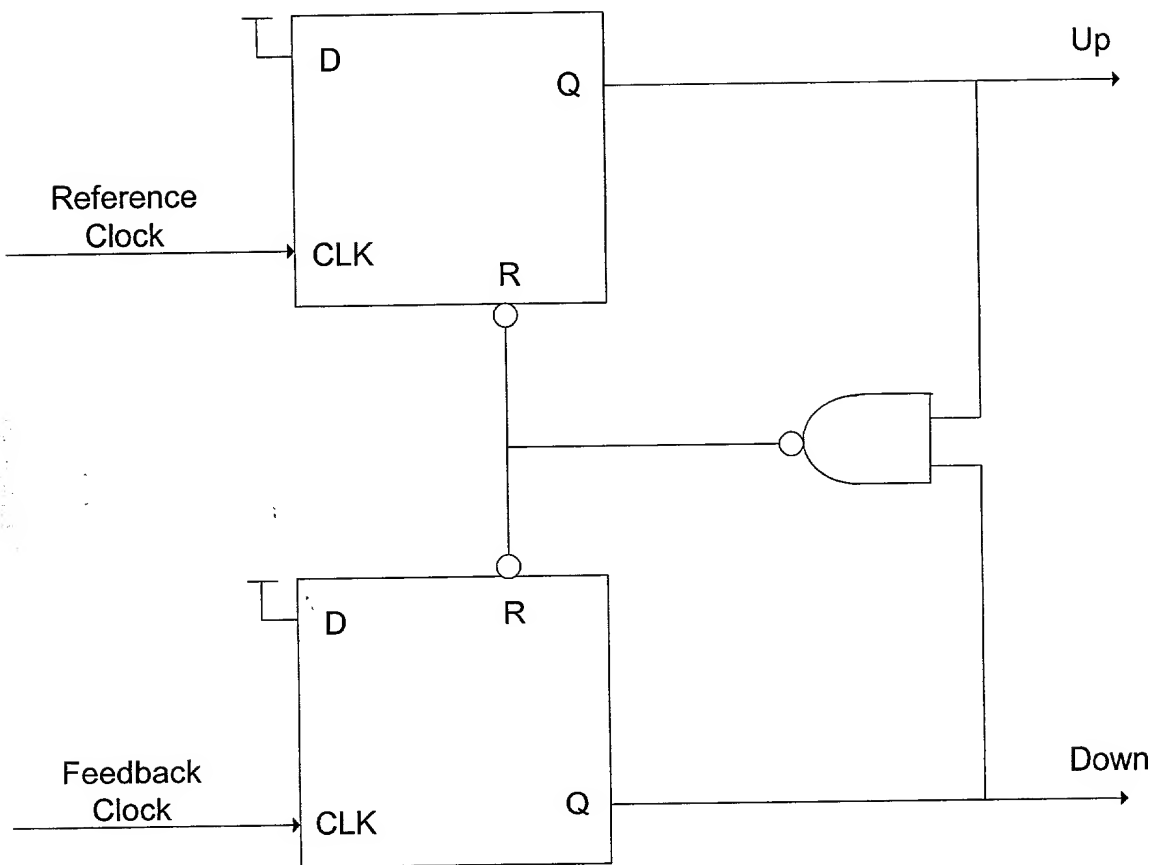 Up
D
Q
Reference
Clock
CLK
R
R
D
Feedback
Clock
CLK
Q
Down